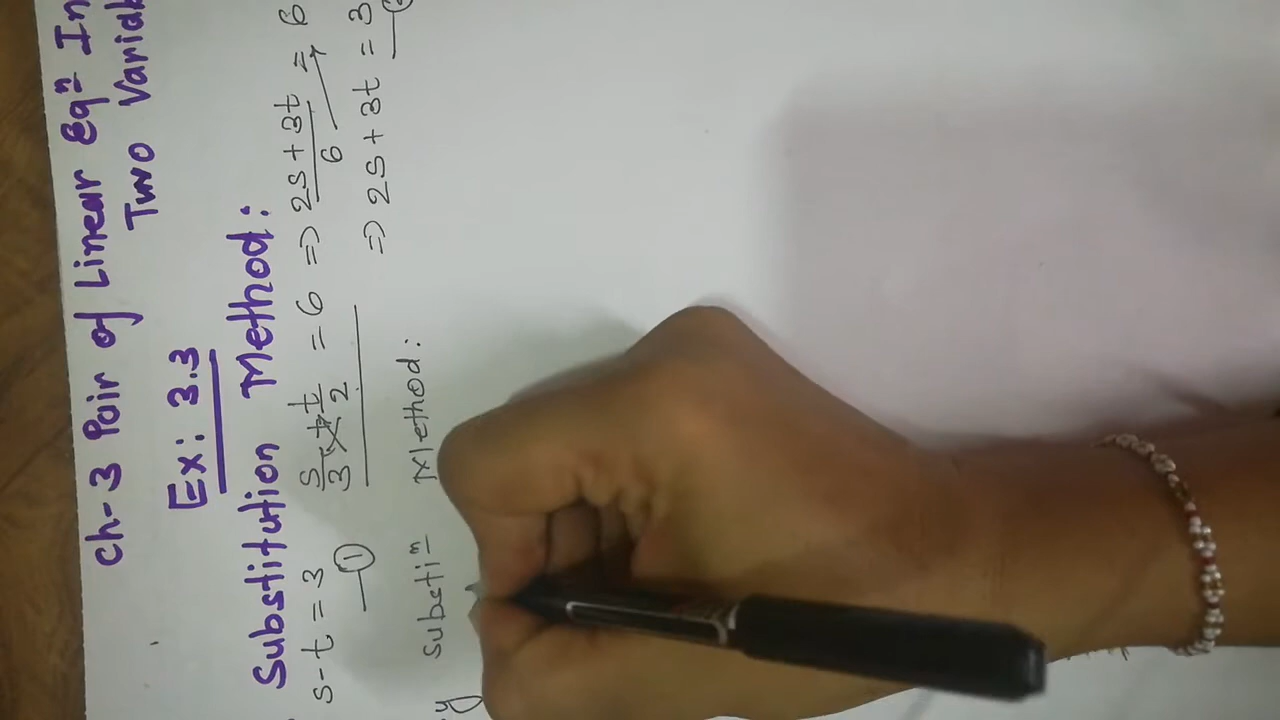 Ch-3 Pair of Linear Eqⁿ In
Two Variab
Ex: 3.3
Substitution Method:
s-t = 3 s/3 + t/2 = 6 => 2s+3t/6 = 6
① => 2s+3t = 3
y substiⁿ Method: